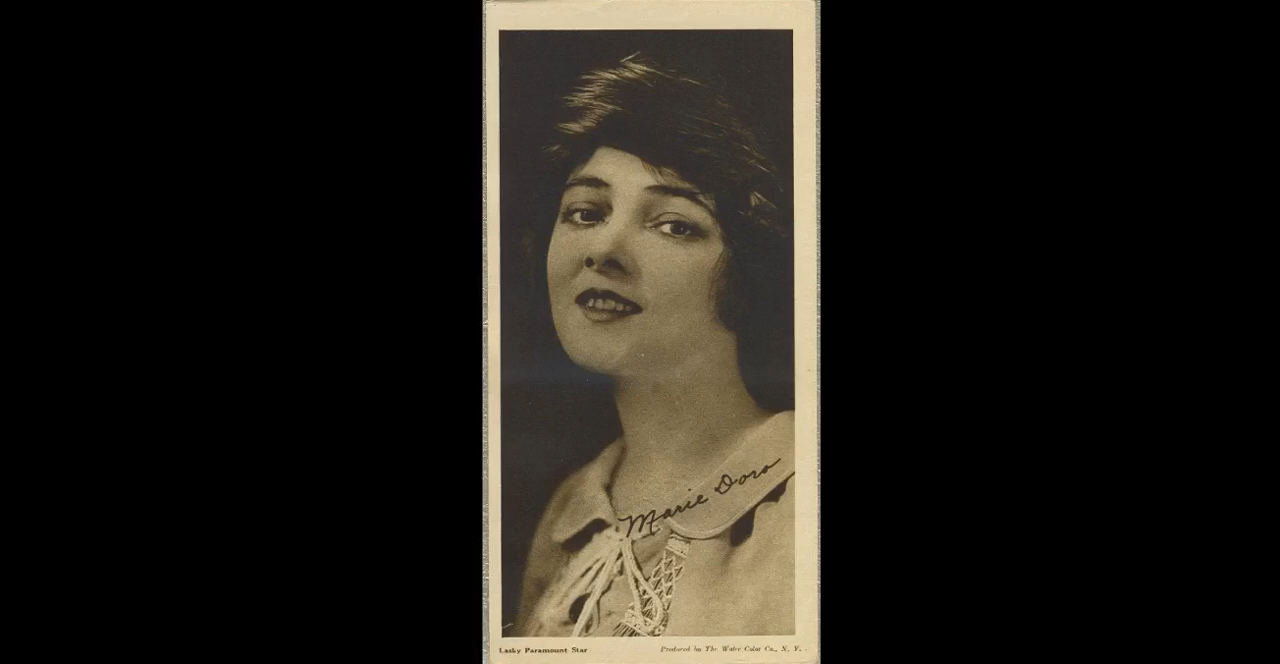 Marie Doro
Lasky Paramount Star
Produced by The Water Color Co., N. Y.